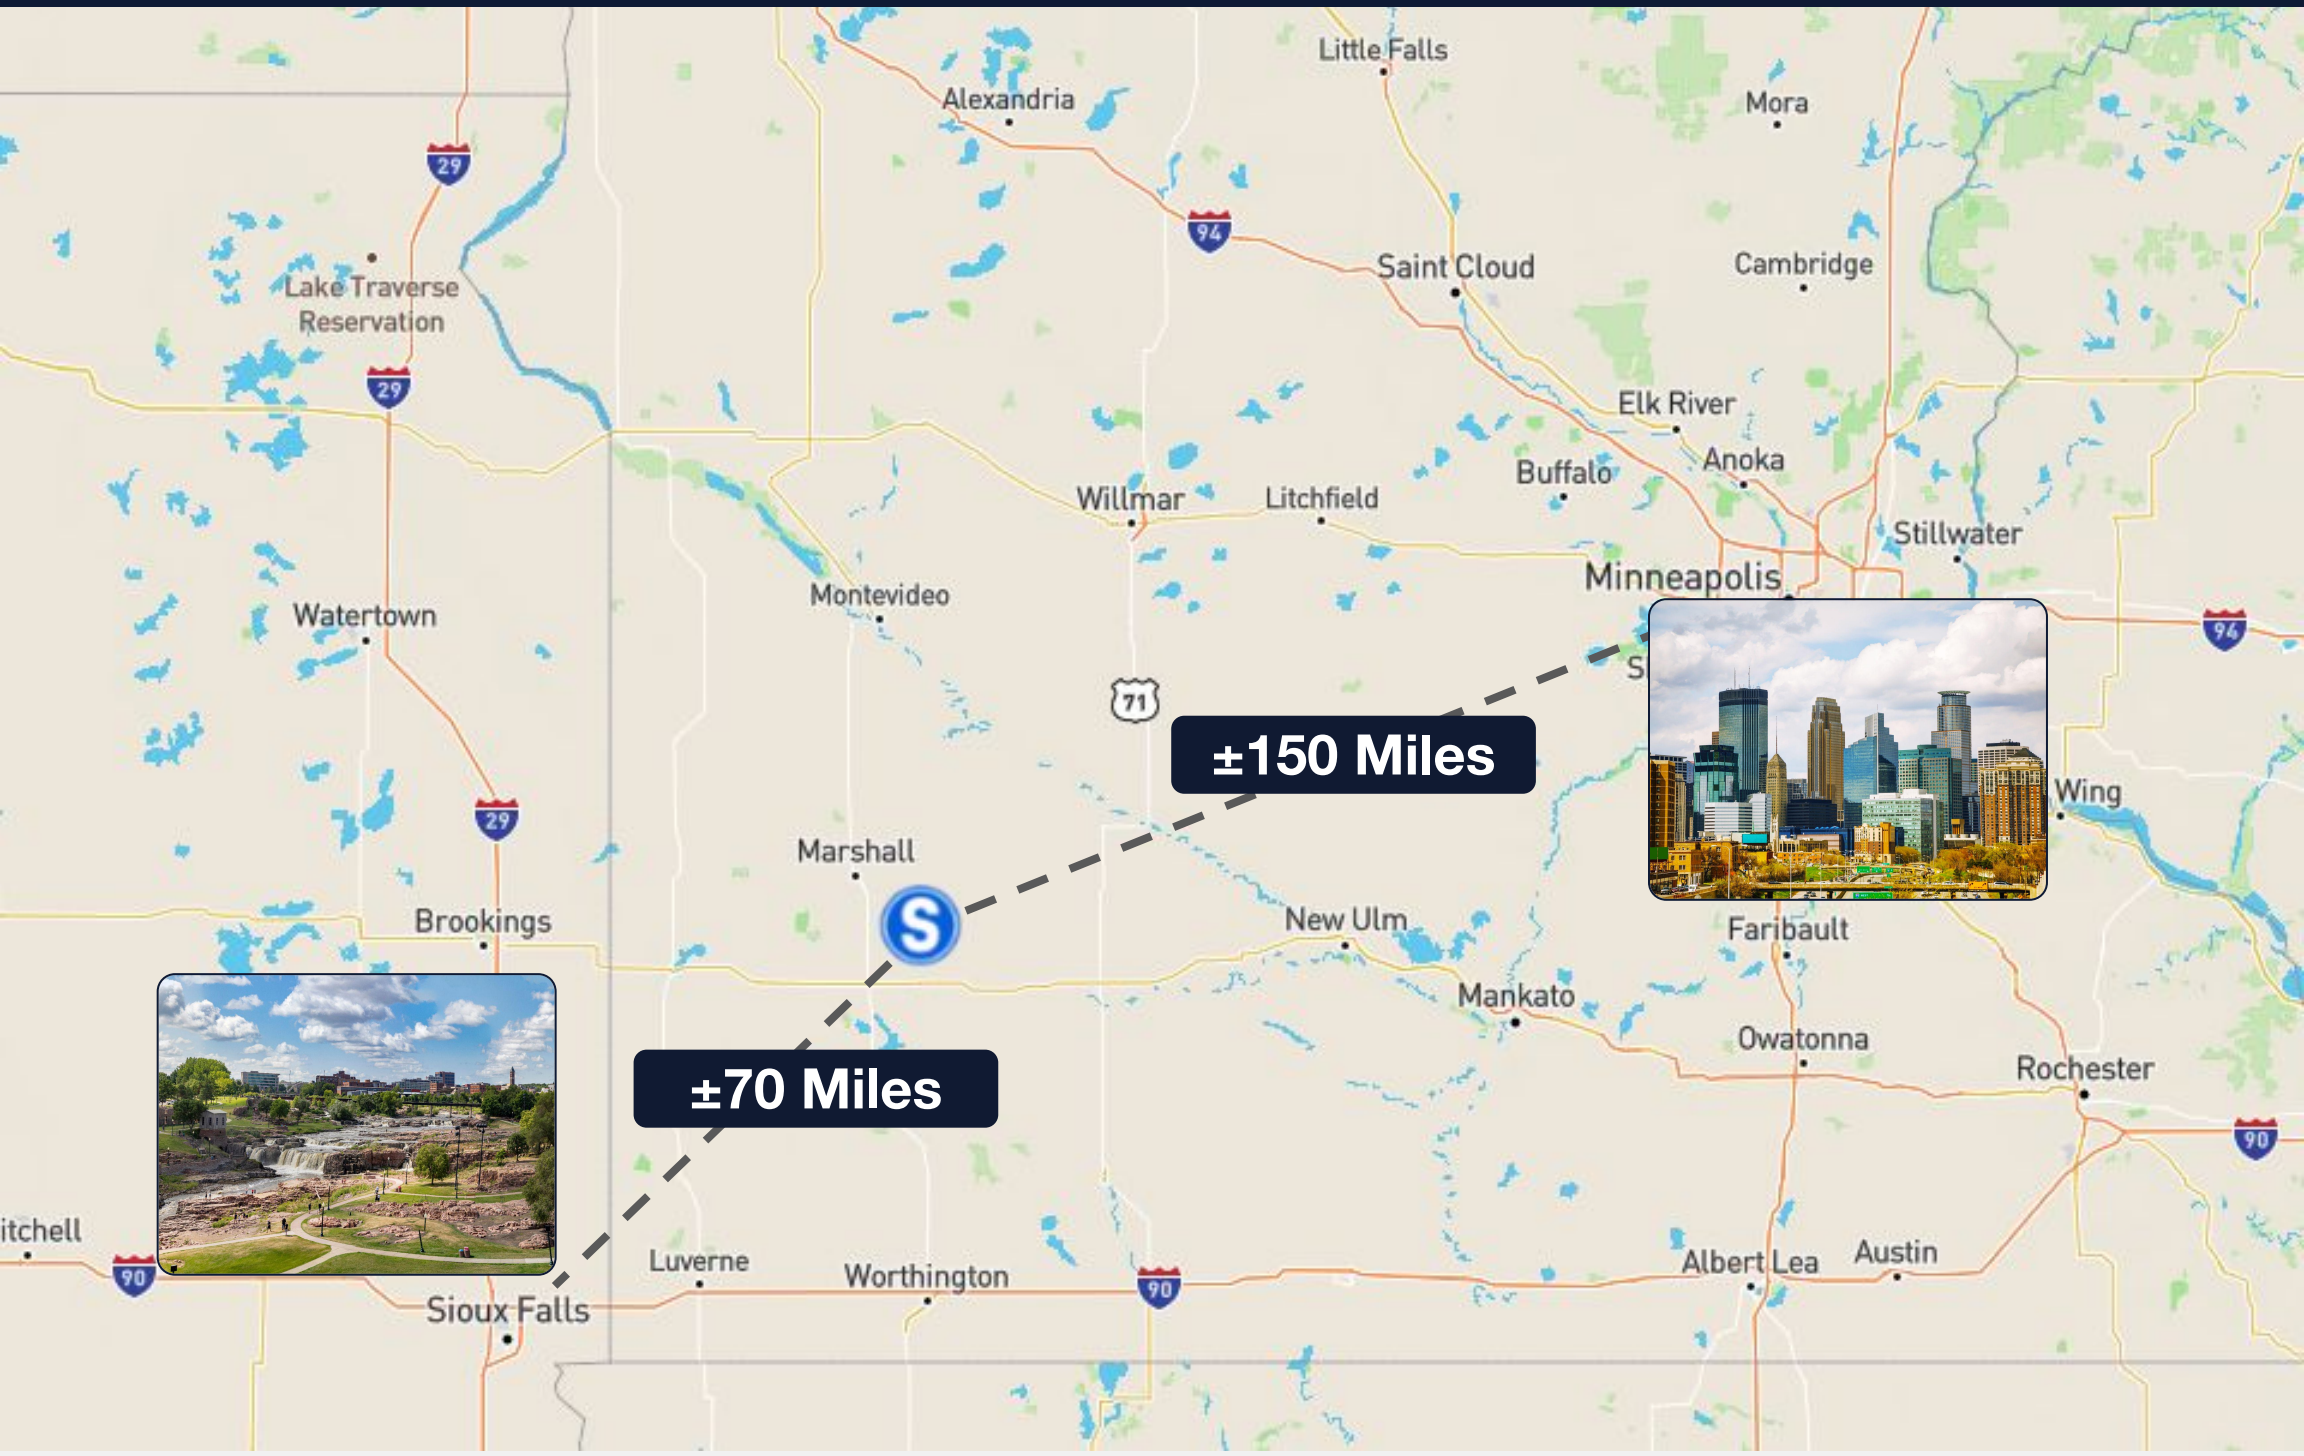 Little Falls
Alexandria
Mora
29
94
Lake Traverse
Reservation
Saint Cloud
Cambridge
29
Elk River
Buffalo
Anoka
Willmar
Litchfield
Stillwater
Minneapolis
Montevideo
Watertown
94
71
±150 Miles
Wing
29
Marshall
S
Brookings
New Ulm
Faribault
Mankato
Owatonna
Rochester
±70 Miles
90
itchell
90
Luverne
Worthington
90
Albert Lea
Austin
Sioux Falls